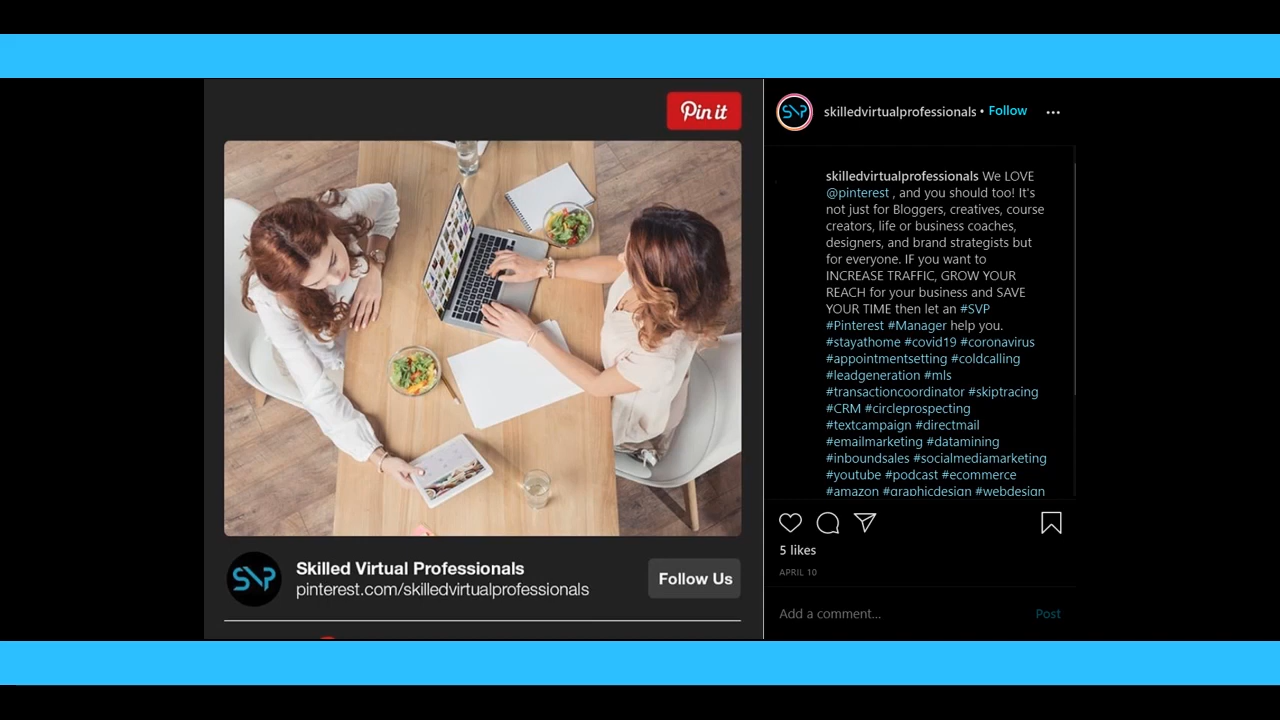 Pin it
SVP
Skilled Virtual Professionals
pinterest.com/skilledvirtualprofessionals
Follow Us
SVP
skilledvirtualprofessionals • Follow
skilledvirtualprofessionals We LOVE
@pinterest , and you should too! It's
not just for Bloggers, creatives, course
creators, life or business coaches,
designers, and brand strategists but
for everyone. IF you want to
INCREASE TRAFFIC, GROW YOUR
REACH for your business and SAVE
YOUR TIME then let an #SVP
#Pinterest #Manager help you.
#stayathome #covid19 #coronavirus
#appointmentsetting #coldcalling
#leadgeneration #mls
#transactioncoordinator #skiptracing
#CRM #circleprospecting
#textcampaign #directmail
#emailmarketing #datamining
#inboundsales #socialmediamarketing
#youtube #podcast #ecommerce
#amazon #graphicdesign #webdesign
5 likes
APRIL 10
Add a comment...
Post